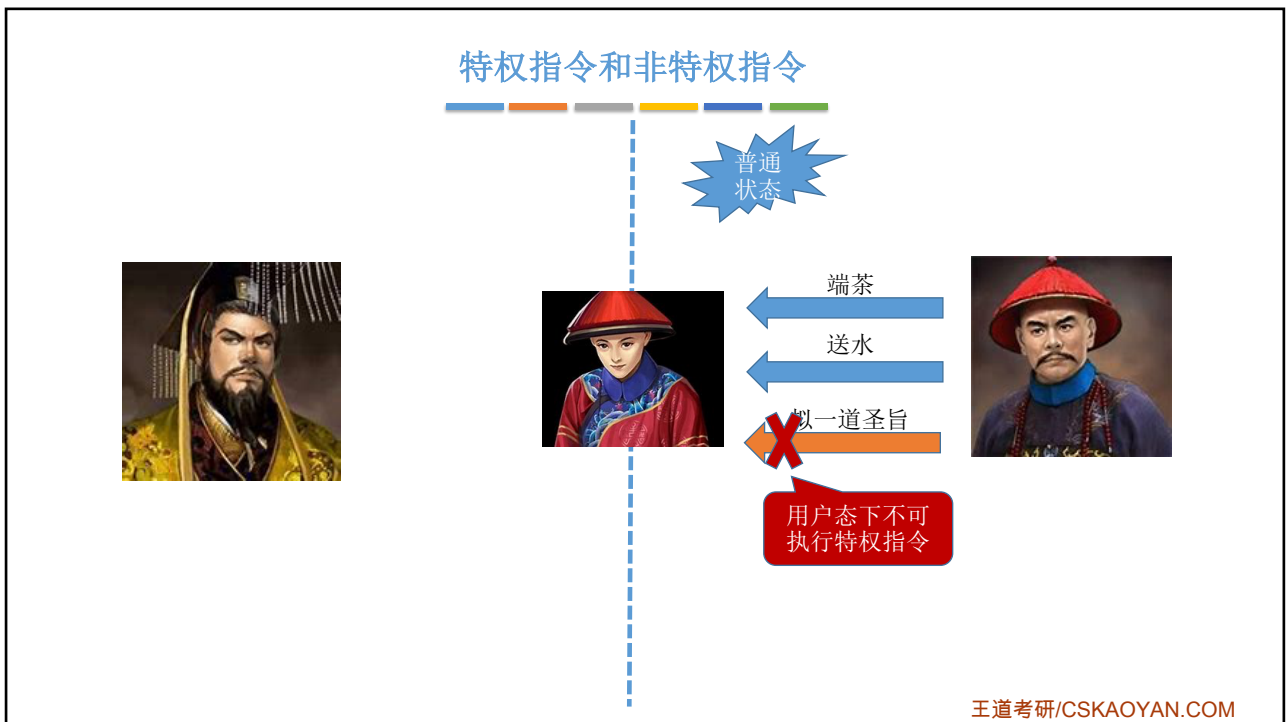 特权指令和非特权指令
普通
状态
端茶
送水
拟一道圣旨
用户态下不可
执行特权指令
王道考研/CSKAOYAN.COM